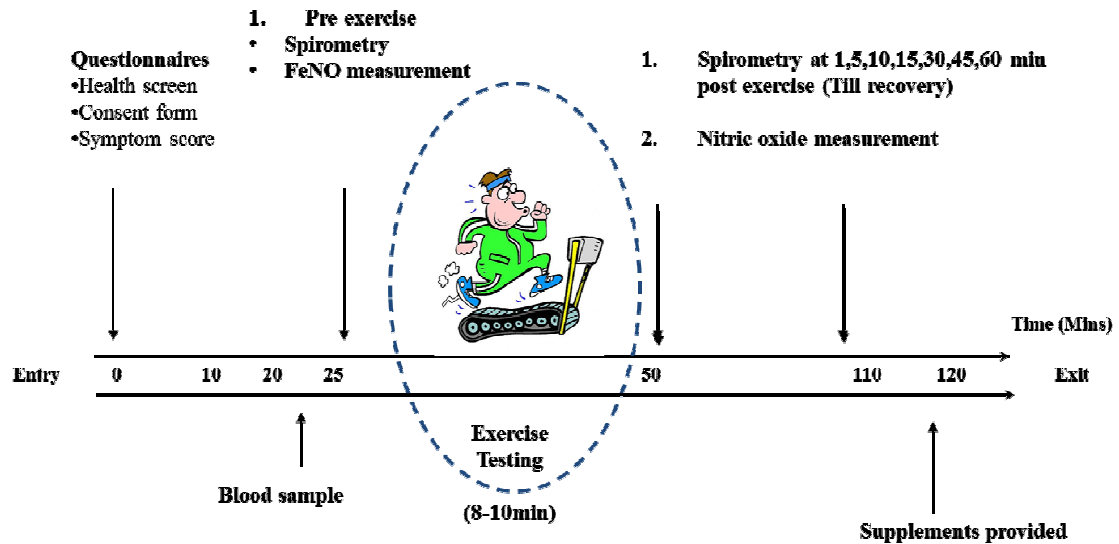 Questionnaires
•Health screen
•Consent form
•Symptom score
1. Pre exercise
• Spirometry
• FeNO measurement
1. Spirometry at 1,5,10,15,30,45,60 min
post exercise (Till recovery)
2. Nitric oxide measurement
Time (Mins)
Entry 0 10 20 25 50 110 120 Exit
Exercise
Testing
(8-10min)
Blood sample
Supplements provided